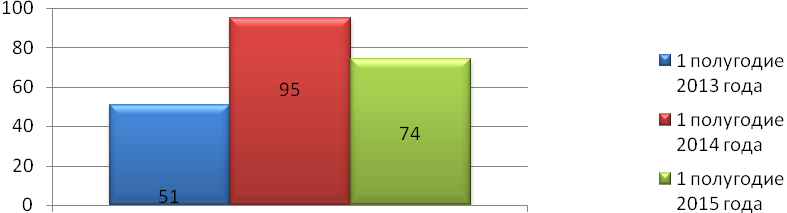 100
80
60
40
20
0
51
95
74
1 полугодие
2013 года
1 полугодие
2014 года
1 полугодие
2015 года